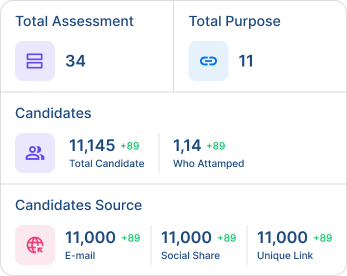 Total Assessment
34
Total Purpose
11
Candidates
11,145 +89
Total Candidate
1,14 +89
Who Attamped
Candidates Source
11,000 +89
E-mail
11,000 +89
Social Share
11,000 +89
Unique Link